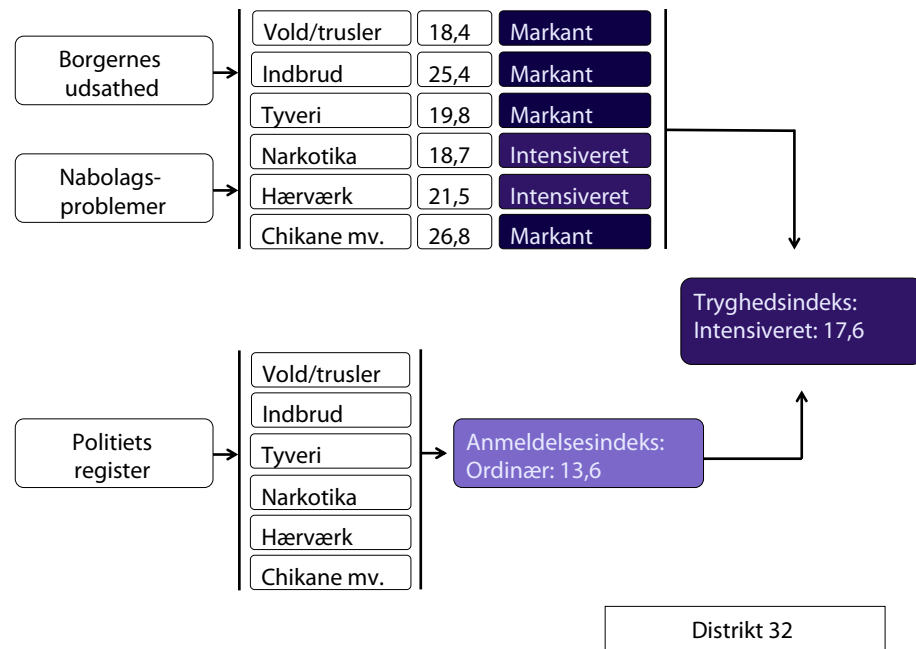 Borgernes
udsathed
Nabolags-
problemer
Vold/trusler 18,4 Markant
Indbrud 25,4 Markant
Tyveri 19,8 Markant
Narkotika 18,7 Intensiveret
Hærværk 21,5 Intensiveret
Chikane mv. 26,8 Markant
Tryghedsindeks:
Intensiveret: 17,6
Politiets
register
Vold/trusler
Indbrud
Tyveri
Narkotika
Hærværk
Chikane mv.
Anmeldelsesindeks:
Ordinær: 13,6
Distrikt 32